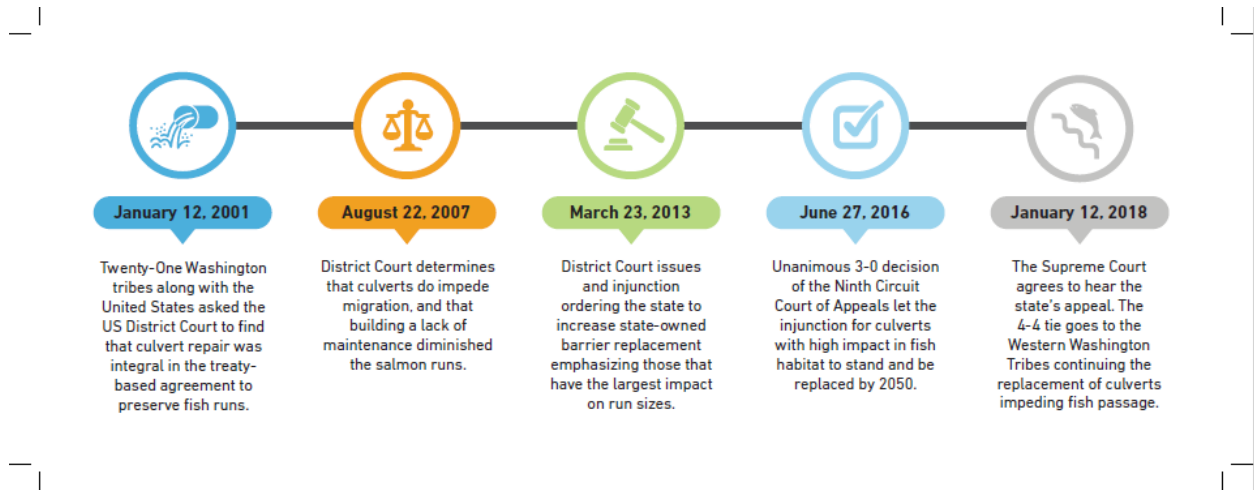 January 12, 2001
Twenty-One Washington
tribes along with the
United States asked the
US District Court to find
that culvert repair was
integral in the treaty-
based agreement to
preserve fish runs.
August 22, 2007
District Court determines
that culverts do impede
migration, and that
building a lack of
maintenance diminished
the salmon runs.
March 23, 2013
District Court issues
and injunction
ordering the state to
increase state-owned
barrier replacement
emphasizing those that
have the largest impact
on run sizes.
June 27, 2016
Unanimous 3-0 decision
of the Ninth Circuit
Court of Appeals let the
injunction for culverts
with high impact in fish
habitat to stand and be
replaced by 2050.
January 12, 2018
The Supreme Court
agrees to hear the
state's appeal. The
4-4 tie goes to the
Western Washington
Tribes continuing the
replacement of culverts
impeding fish passage.